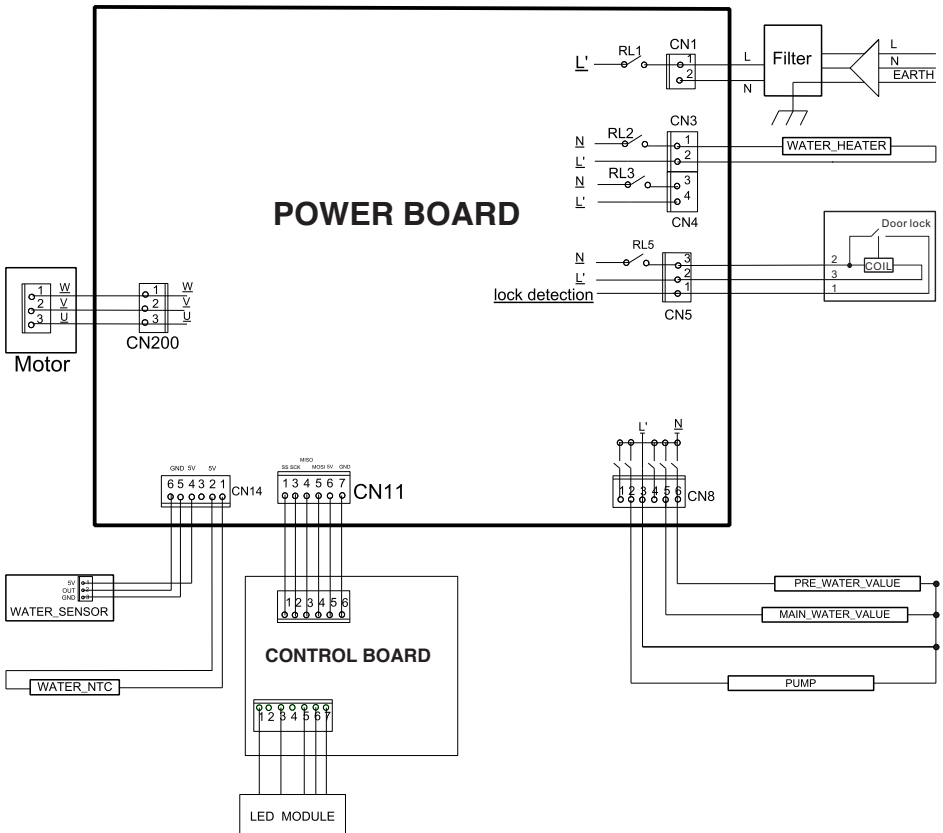 L' RL1 CN1
1
2
L
N
Filter
L
N
EARTH
CN3
N RL2 1
L' 2
WATER_HEATER
N RL3 3
L' 4
CN4
POWER BOARD
RL5
N 3
L' 2
lock detection 1
CN5
Door lock
COIL
2
3
1
1 W
2 V
3 U
Motor
1 W
2 V
3 U
CN200
GND 5V 5V
6 5 4 3 2 1
CN14
MISO
SS SCK MOSI 5V GND
1 3 4 5 6 7
CN11
L' N
1 2 3 4 5 6
CN8
5V 1
OUT 2
GND 3
WATER_SENSOR
WATER_NTC
1 2 3 4 5 6
CONTROL BOARD
1 2 3 4 5 6 7
LED MODULE
PRE_WATER_VALUE
MAIN_WATER_VALUE
PUMP